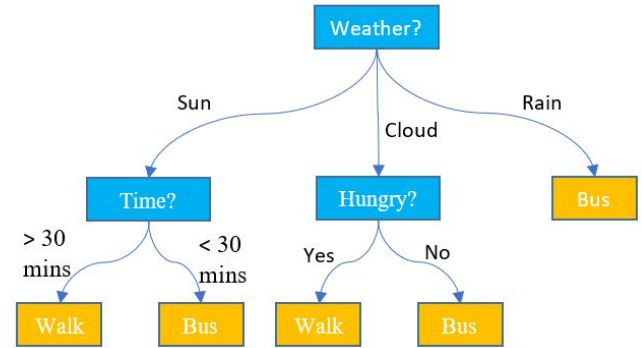 Weather?
Sun
Cloud
Rain
Time?
Hungry?
Bus
> 30
mins
< 30
mins
Yes
No
Walk
Bus
Walk
Bus